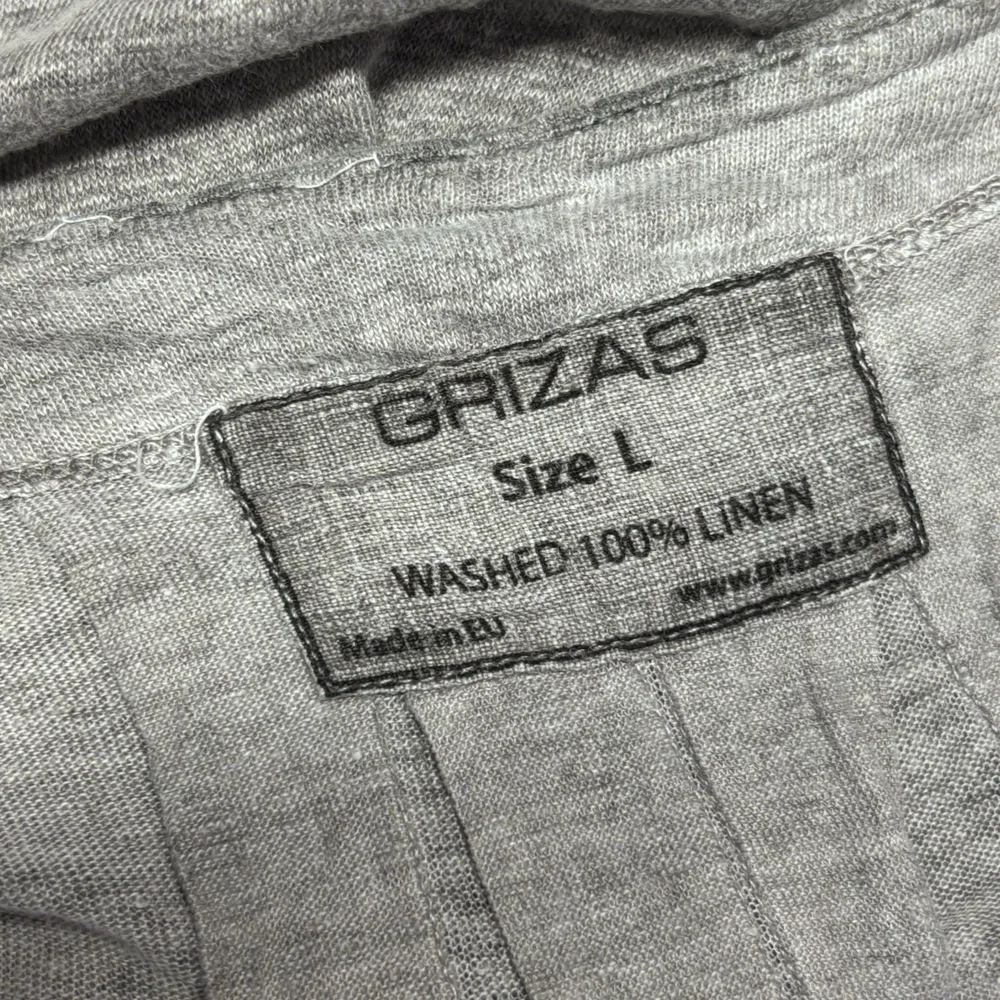 GRIZAS
Size L
WASHED 100% LiNEN
Made in EU
www.grizas.com